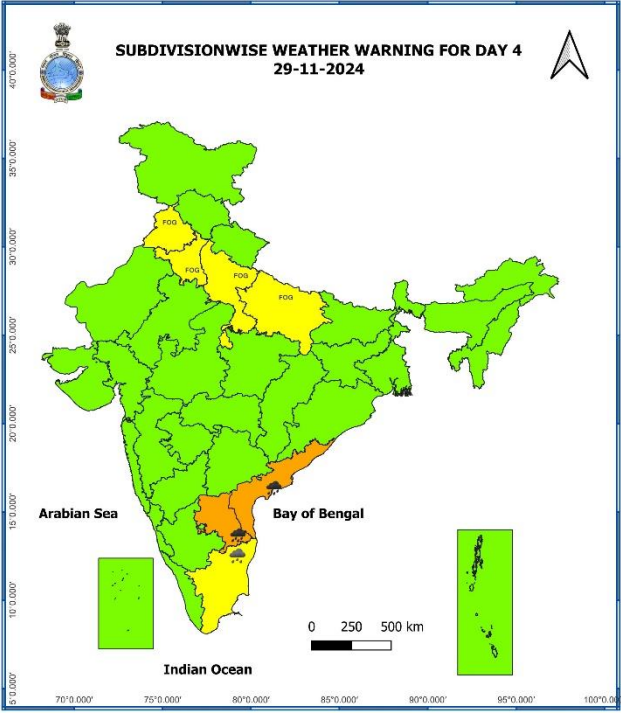 SUBDIVISIONWISE WEATHER WARNING FOR DAY 4
29-11-2024
40°0.000'
35°0.000'
30°0.000'
25°0.000'
20°0.000'
15°0.000'
10°0.000'
5°0.000'
FOG
FOG
FOG
FOG
Arabian Sea
Bay of Bengal
0 250 500 km
Indian Ocean
70°0.000' 75°0.000' 80°0.000' 85°0.000' 90°0.000' 95°0.000' 100°0.00